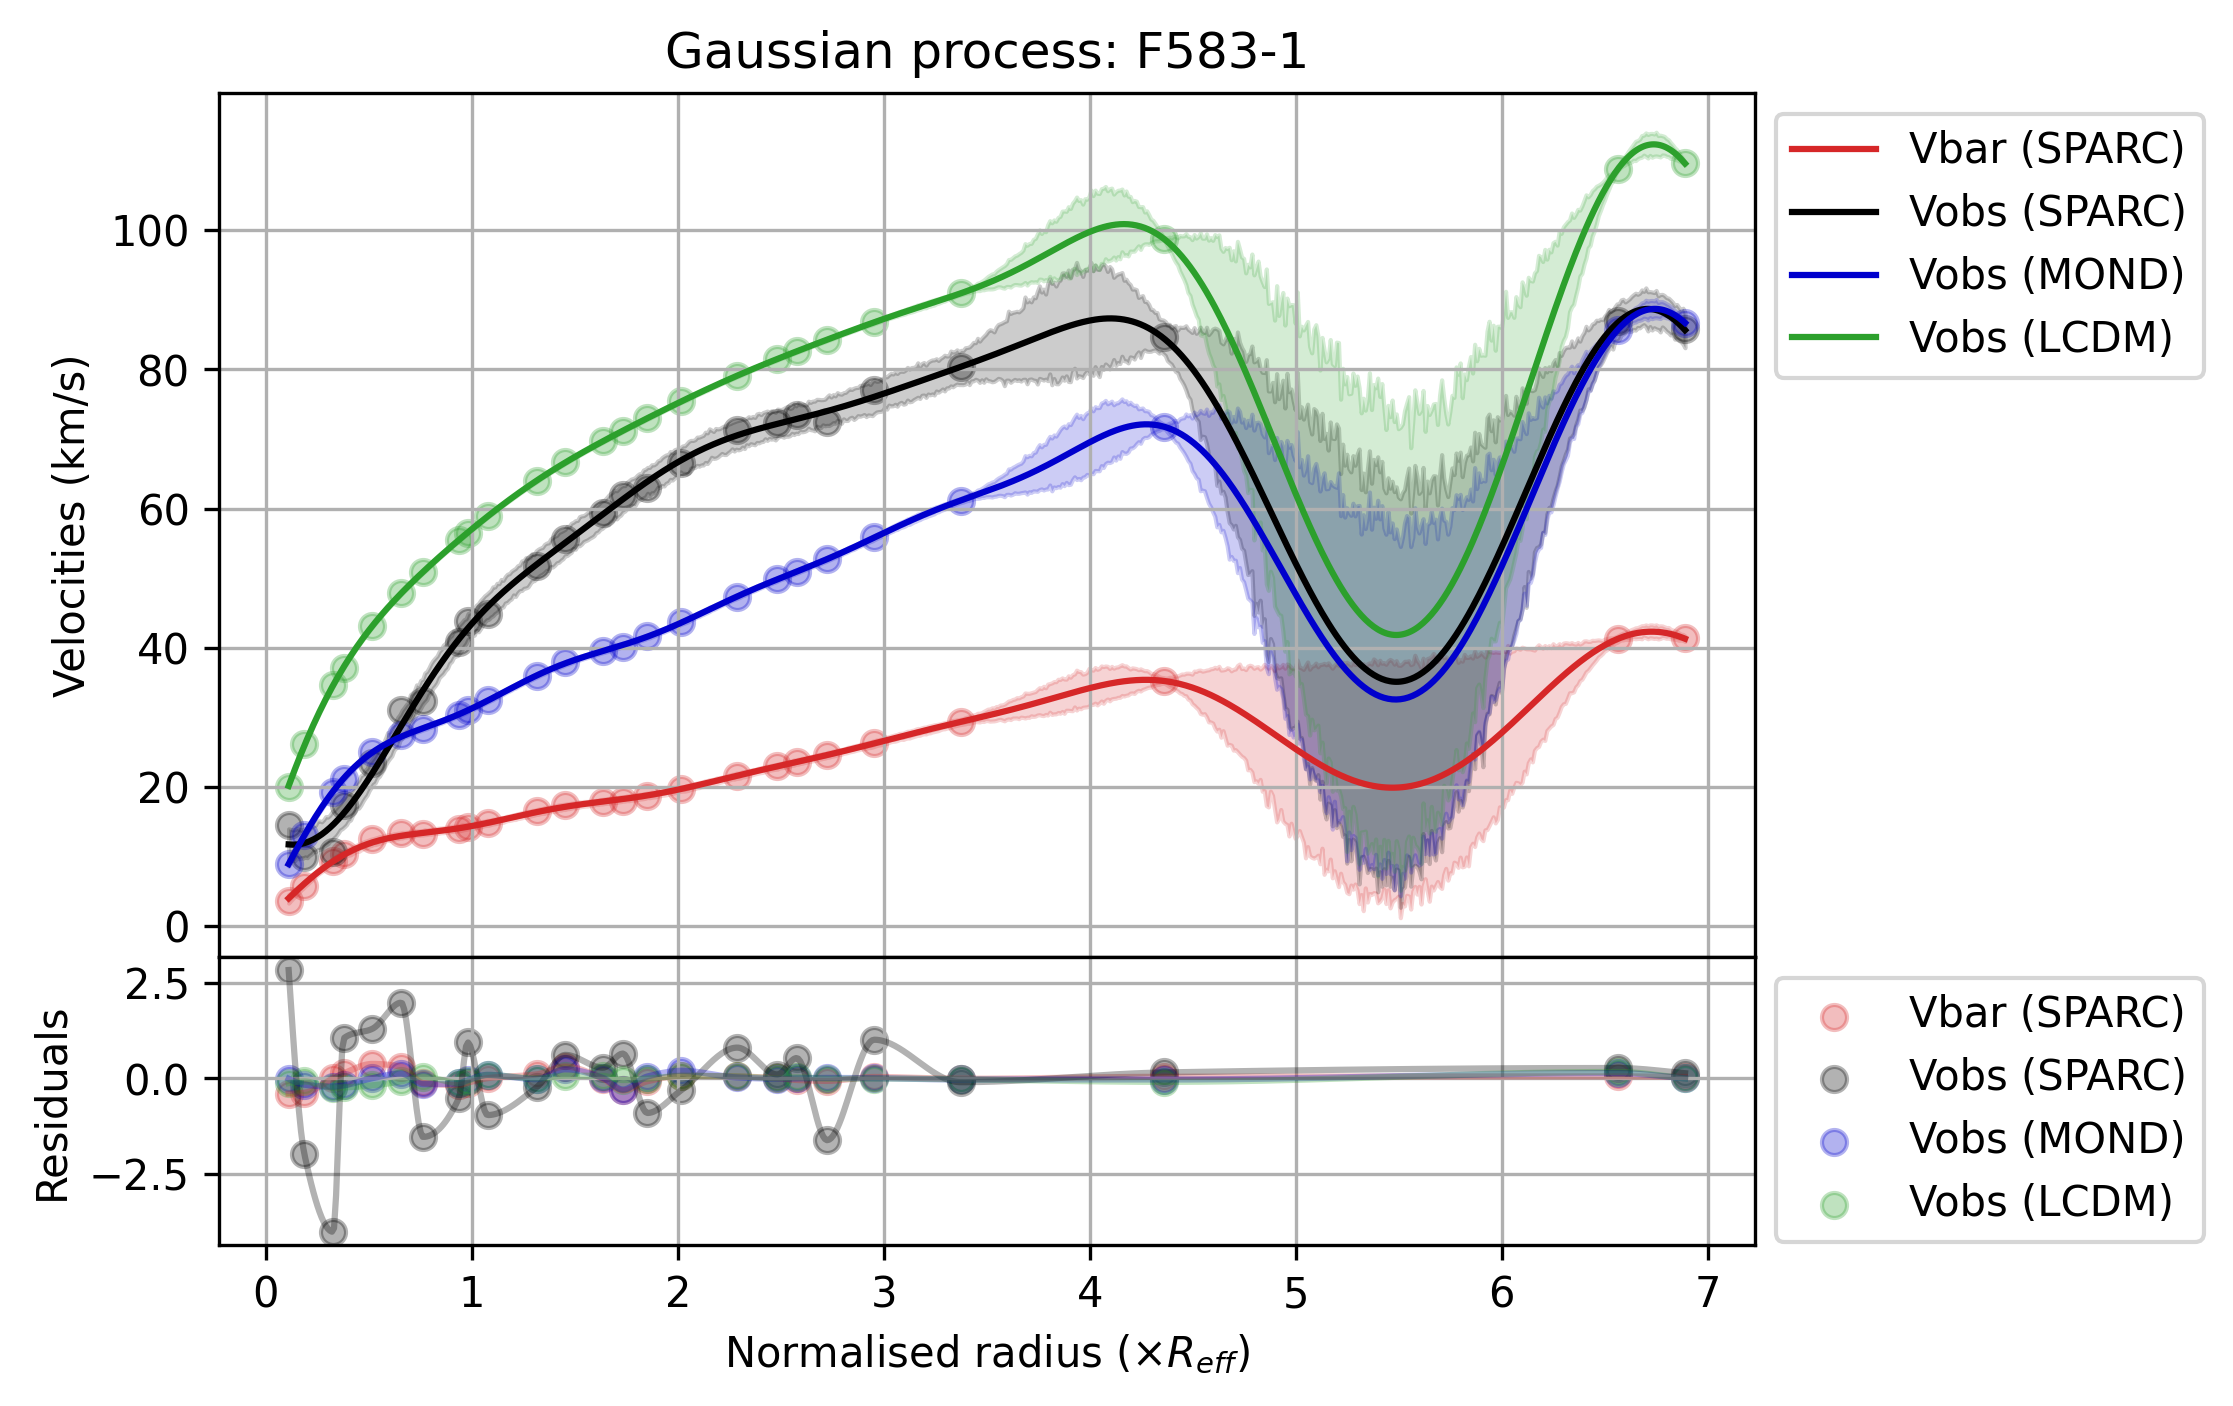 Gaussian process: F583-1
Velocities (km/s)
100
80
60
40
20
0
Vbar (SPARC)
Vobs (SPARC)
Vobs (MOND)
Vobs (LCDM)
Residuals
2.5
0.0
−2.5
Vbar (SPARC)
Vobs (SPARC)
Vobs (MOND)
Vobs (LCDM)
0 1 2 3 4 5 6 7
Normalised radius (×R_eff)